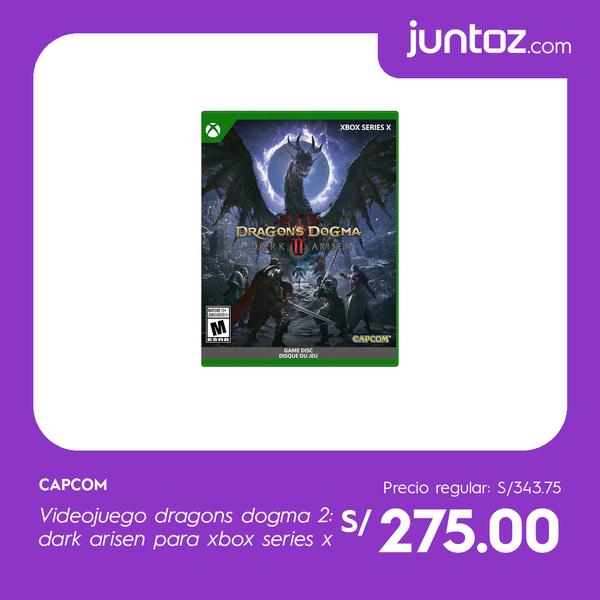 juntoz.com
XBOX SERIES X
DRAGON'S DOGMA
DARK II ARISEN
MATURE 17+
M
ESRB
CAPCOM
GAME DISC
DISQUE DU JEU
CAPCOM
Precio regular: S/343.75
Videojuego dragons dogma 2:
dark arisen para xbox series x
S/ 275.00